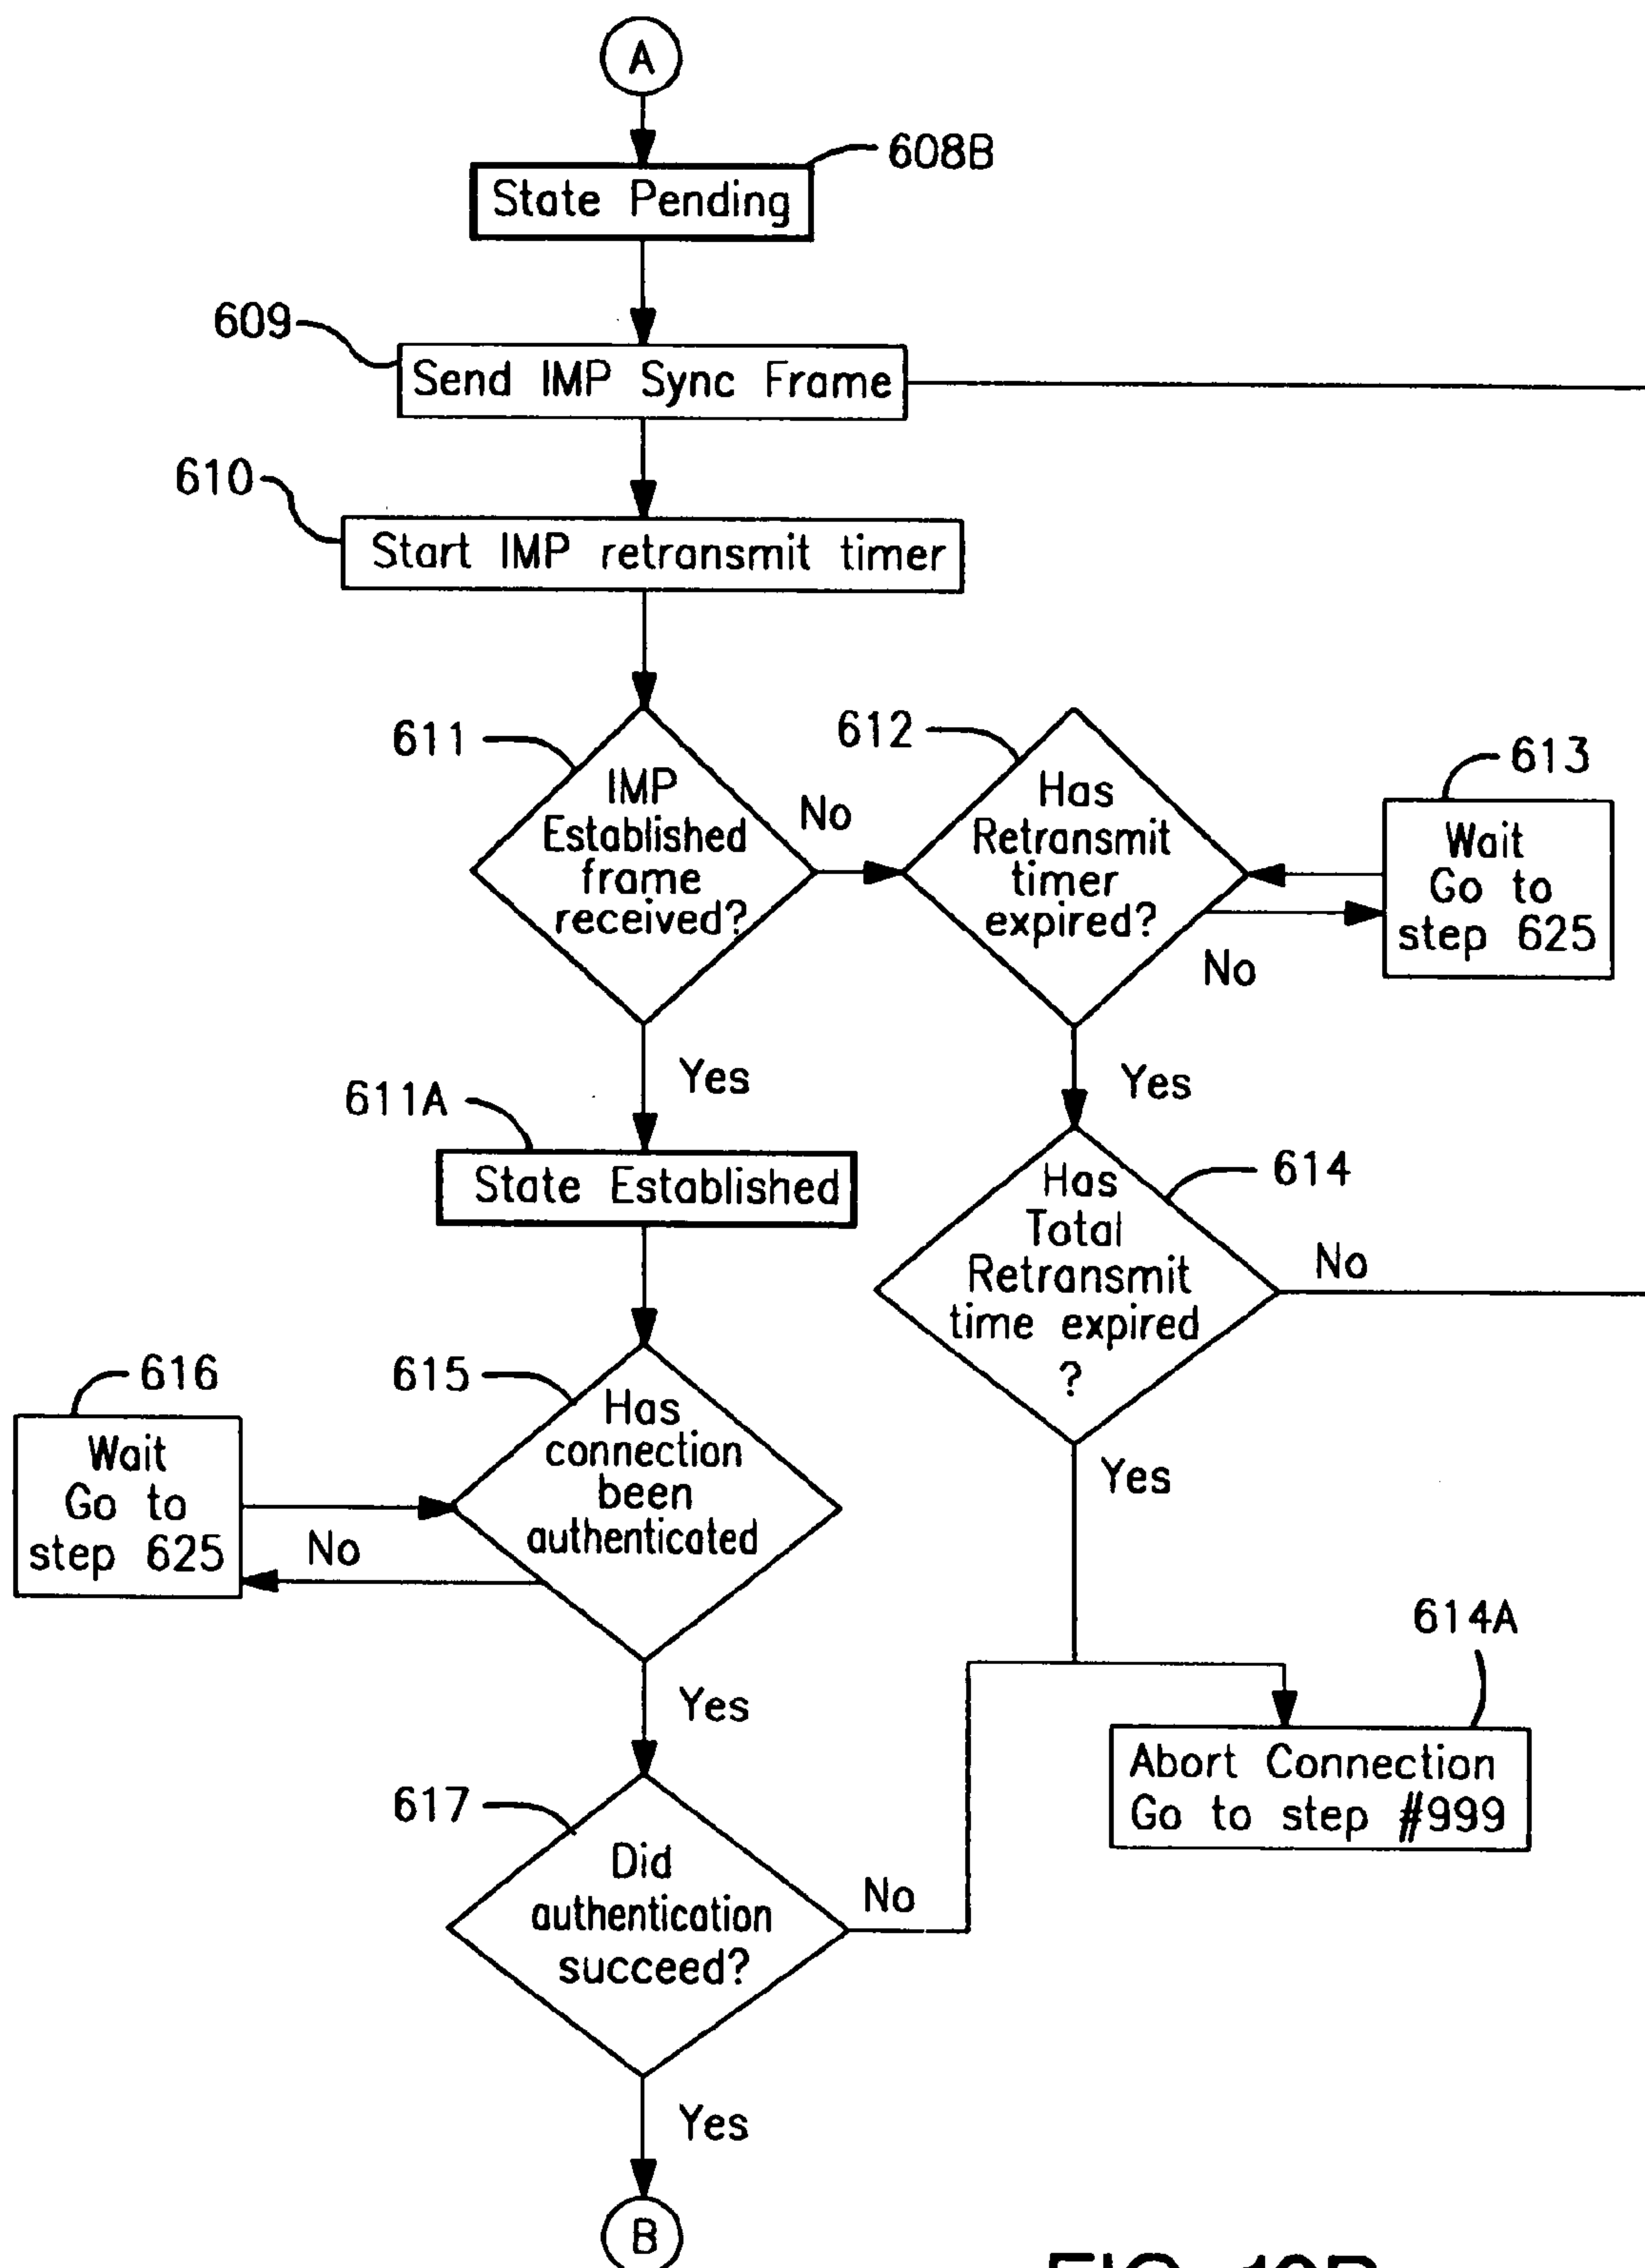 A
608B
State Pending
609
Send IMP Sync Frame
610
Start IMP retransmit timer
611
IMP
Established
frame
received?
No
612
Has
Retransmit
timer
expired?
No
613
Wait
Go to
step 625
Yes
611A
State Established
Yes
614
Has
Total
Retransmit
time expired
?
No
616
Wait
Go to
step 625
615
Has
connection
been
authenticated
No
Yes
Yes
614A
Abort Connection
Go to step #999
617
Did
authentication
succeed?
No
Yes
B